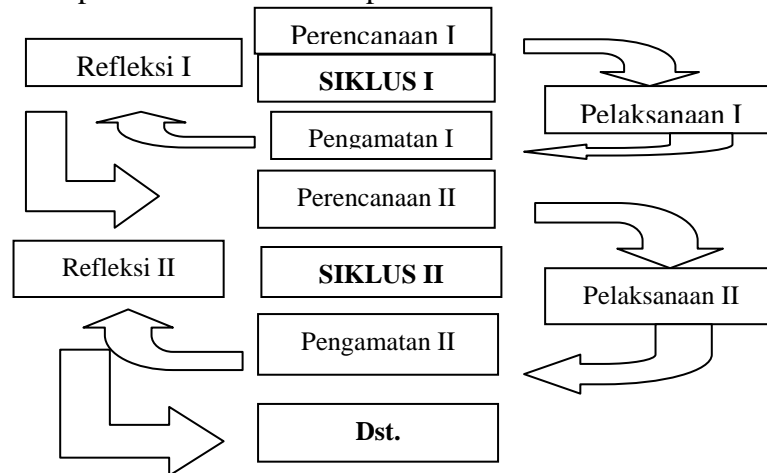 Perencanaan I
Refleksi I
SIKLUS I
Pelaksanaan I
Pengamatan I
Perencanaan II
Refleksi II
SIKLUS II
Pelaksanaan II
Pengamatan II
Dst.